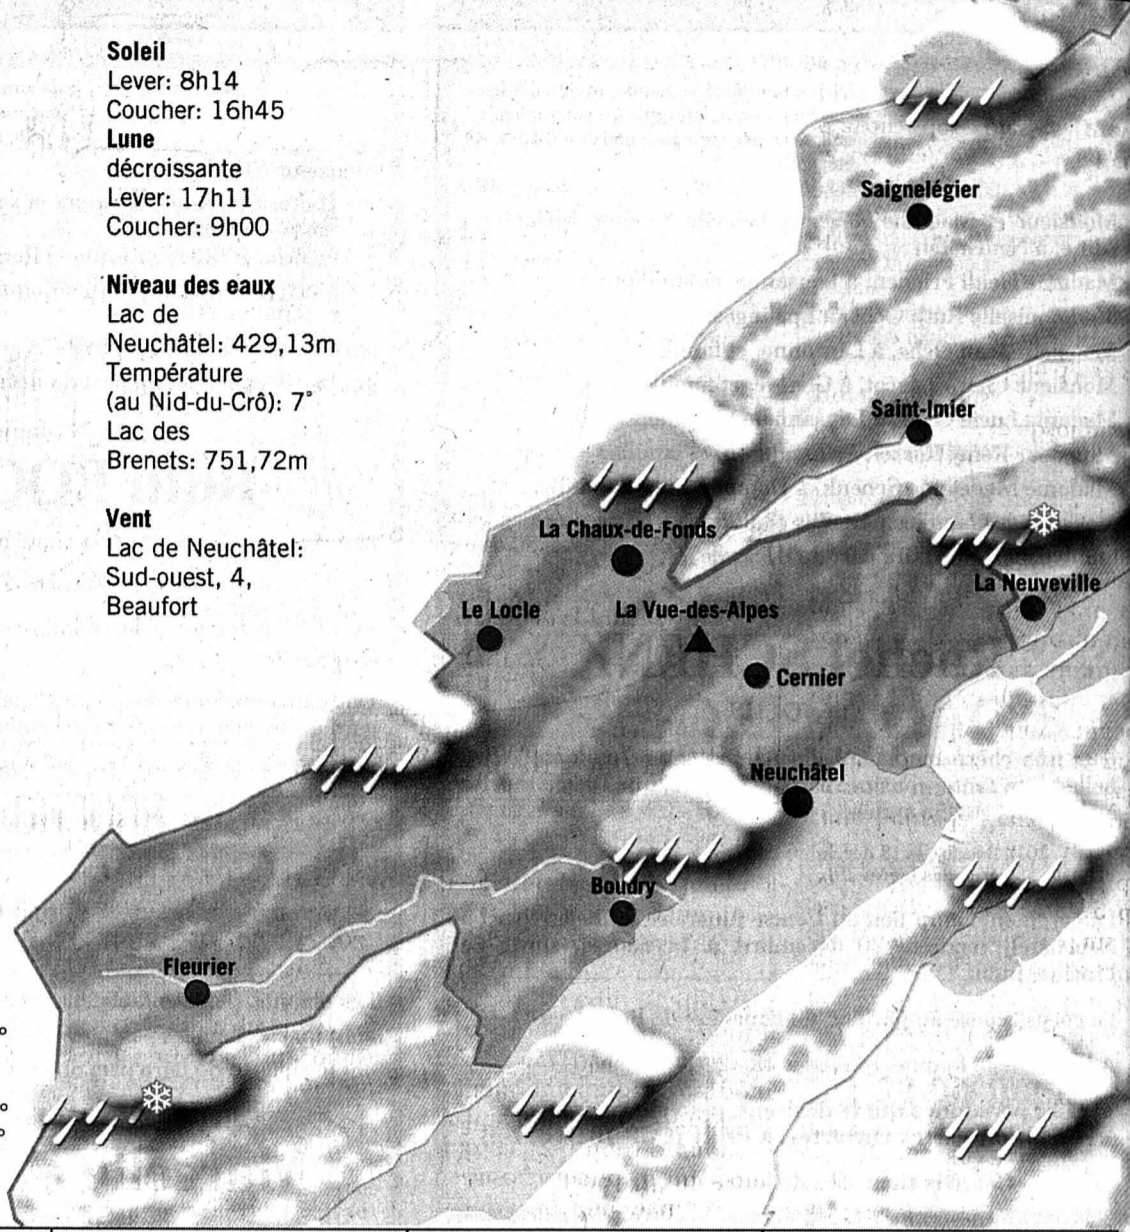 Soleil
Lever: 8h14
Coucher: 16h45
Lune
décroissante
Lever: 17h11
Coucher: 9h00
Niveau des eaux
Lac de
Neuchâtel: 429,13m
Température
(au Nid-du-Crô): 7°
Lac des
Brenets: 751,72m
Vent
Lac de Neuchâtel:
Sud-ouest, 4,
Beaufort
Saignelégier
Saint-Imier
La Chaux-de-Fonds
La Neuveville
Le Locle
La Vue-des-Alpes
Cernier
Neuchâtel
Boudry
Fleurier